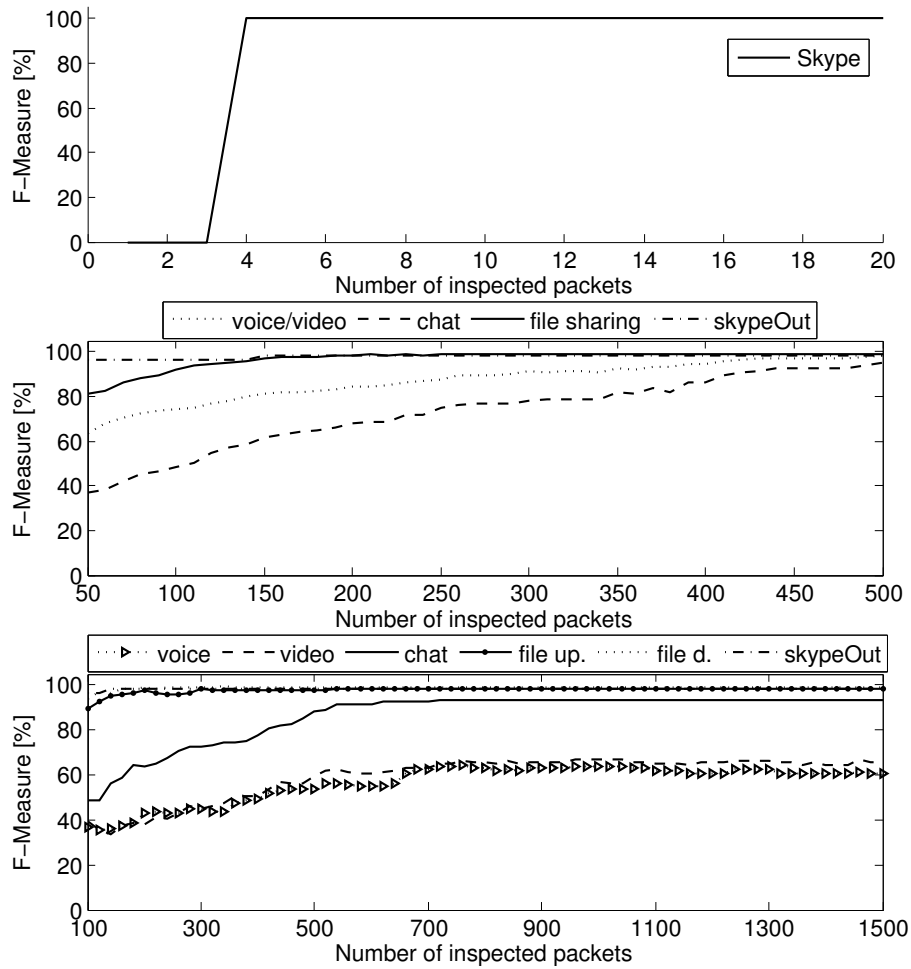 100
80
60
40
20
0
F-Measure [%]
Skype
0 2 4 6 8 10 12 14 16 18 20
Number of inspected packets
voice/video chat file sharing skypeOut
100
80
60
40
20
0
F-Measure [%]
50 100 150 200 250 300 350 400 450 500
Number of inspected packets
voice video chat file up. file d. skypeOut
100
80
60
40
20
0
F-Measure [%]
100 300 500 700 900 1100 1300 1500
Number of inspected packets